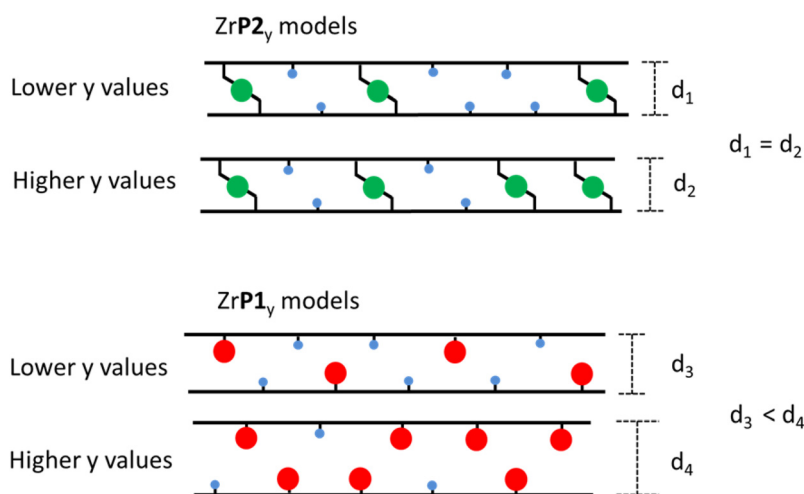 ZrP2y models
Lower y values
d1
d1 = d2
Higher y values
d2
ZrP1y models
Lower y values
d3
d3 < d4
Higher y values
d4